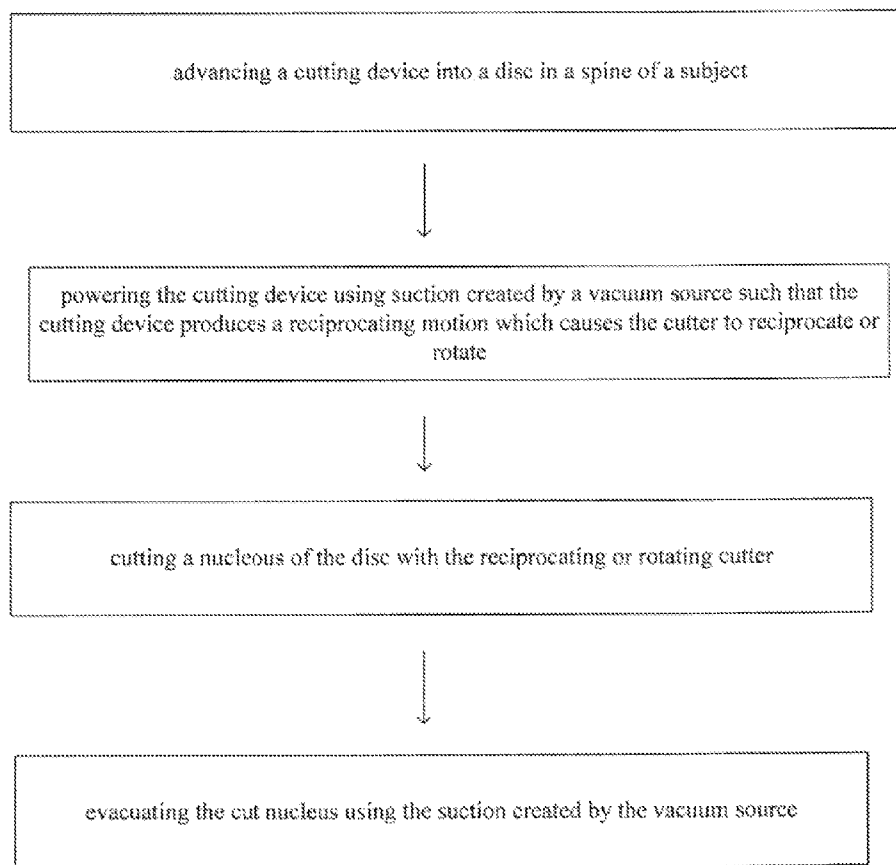 advancing a cutting device into a disc in a spine of a subject
powering the cutting device using suction created by a vacuum source such that the
cutting device produces a reciprocating motion which causes the cutter to reciprocate or
rotate
cutting a nucleous of the disc with the reciprocating or rotating cutter
evacuating the cut nucleus using the suction created by the vacuum source